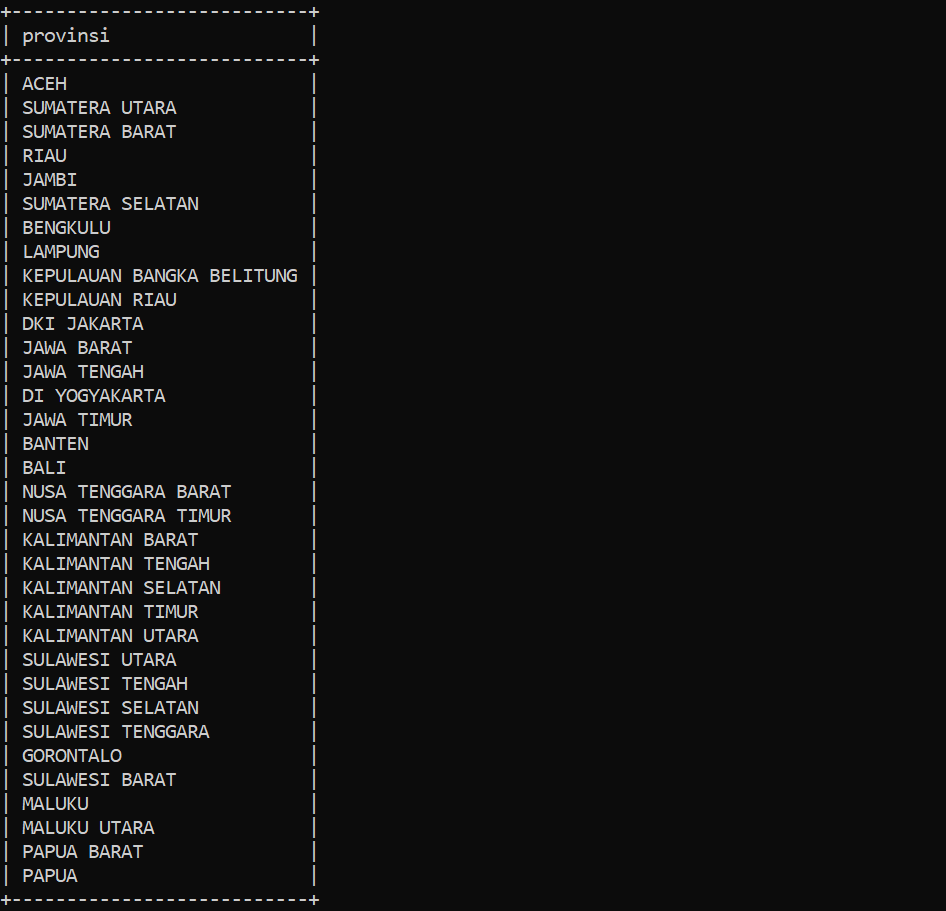 +---------------------------+
| provinsi                  |
+---------------------------+
| ACEH                      |
| SUMATERA UTARA            |
| SUMATERA BARAT            |
| RIAU                      |
| JAMBI                     |
| SUMATERA SELATAN          |
| BENGKULU                  |
| LAMPUNG                   |
| KEPULAUAN BANGKA BELITUNG |
| KEPULAUAN RIAU            |
| DKI JAKARTA               |
| JAWA BARAT                |
| JAWA TENGAH               |
| DI YOGYAKARTA             |
| JAWA TIMUR                |
| BANTEN                    |
| BALI                      |
| NUSA TENGGARA BARAT       |
| NUSA TENGGARA TIMUR       |
| KALIMANTAN BARAT          |
| KALIMANTAN TENGAH         |
| KALIMANTAN SELATAN        |
| KALIMANTAN TIMUR          |
| KALIMANTAN UTARA          |
| SULAWESI UTARA            |
| SULAWESI TENGAH           |
| SULAWESI SELATAN          |
| SULAWESI TENGGARA         |
| GORONTALO                 |
| SULAWESI BARAT            |
| MALUKU                    |
| MALUKU UTARA              |
| PAPUA BARAT               |
| PAPUA                     |
+---------------------------+